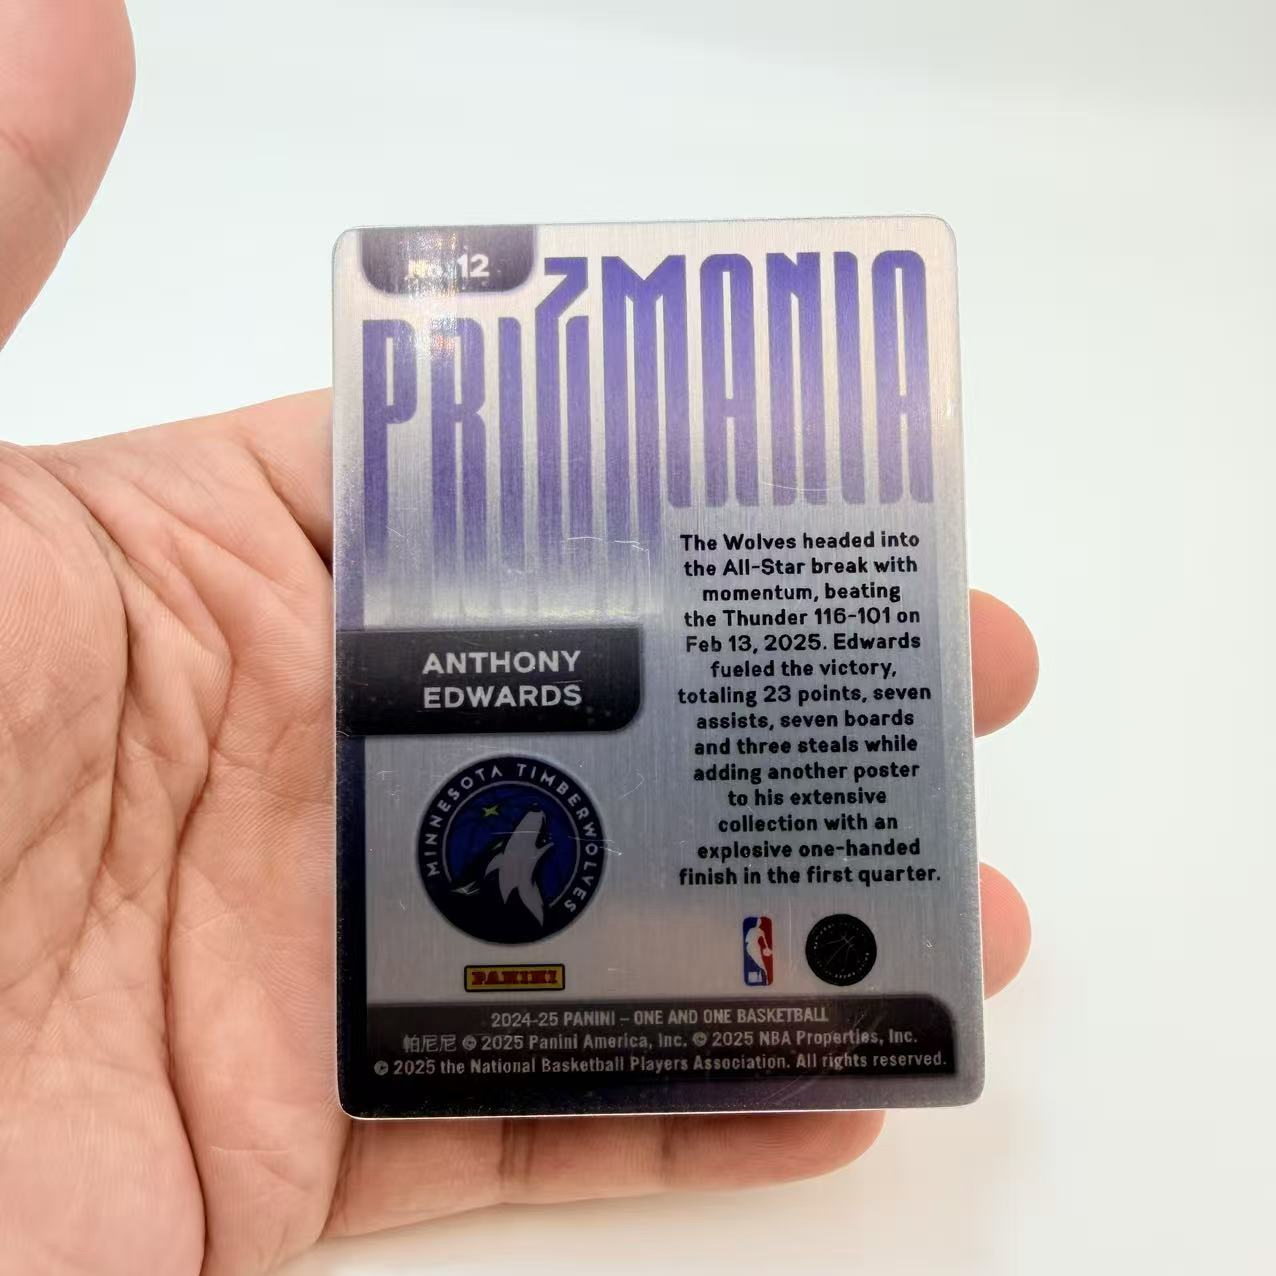 No. 12
PRIZMANIA
The Wolves headed into
the All-Star break with
momentum, beating
the Thunder 116-101 on
Feb 13, 2025. Edwards
fueled the victory,
totaling 23 points, seven
assists, seven boards
and three steals while
adding another poster
to his extensive
collection with an
explosive one-handed
finish in the first quarter.
ANTHONY
EDWARDS
MINNESOTA TIMBERWOLVES
PANINI
2024-25 PANINI – ONE AND ONE BASKETBALL
帕尼尼 © 2025 Panini America, Inc. © 2025 NBA Properties, Inc.
© 2025 the National Basketball Players Association. All rights reserved.